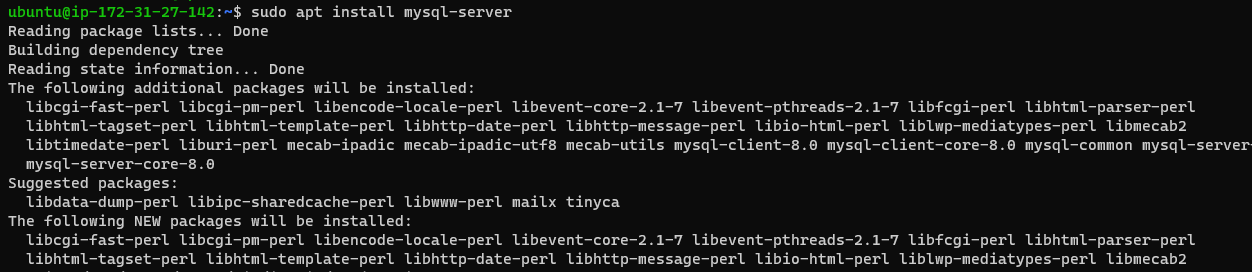 ubuntu@ip-172-31-27-142:~$ sudo apt install mysql-server
Reading package lists... Done
Building dependency tree
Reading state information... Done
The following additional packages will be installed:
  libcgi-fast-perl libcgi-pm-perl libencode-locale-perl libevent-core-2.1-7 libevent-pthreads-2.1-7 libfcgi-perl libhtml-parser-perl
  libhtml-tagset-perl libhtml-template-perl libhttp-date-perl libhttp-message-perl libio-html-perl liblwp-mediatypes-perl libmecab2
  libtimedate-perl liburi-perl mecab-ipadic mecab-ipadic-utf8 mecab-utils mysql-client-8.0 mysql-client-core-8.0 mysql-common mysql-server-
  mysql-server-core-8.0
Suggested packages:
  libdata-dump-perl libipc-sharedcache-perl libwww-perl mailx tinyca
The following NEW packages will be installed:
  libcgi-fast-perl libcgi-pm-perl libencode-locale-perl libevent-core-2.1-7 libevent-pthreads-2.1-7 libfcgi-perl libhtml-parser-perl
  libhtml-tagset-perl libhtml-template-perl libhttp-date-perl libhttp-message-perl libio-html-perl liblwp-mediatypes-perl libmecab2